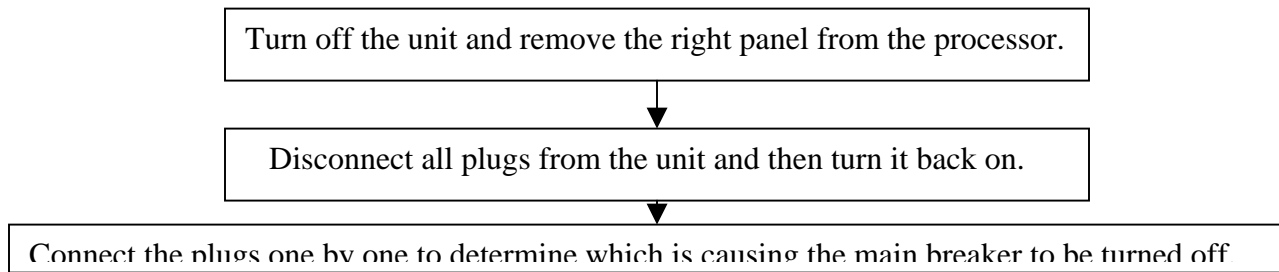 Turn off the unit and remove the right panel from the processor.
Disconnect all plugs from the unit and then turn it back on.
Connect the plugs one by one to determine which is causing the main breaker to be turned off.